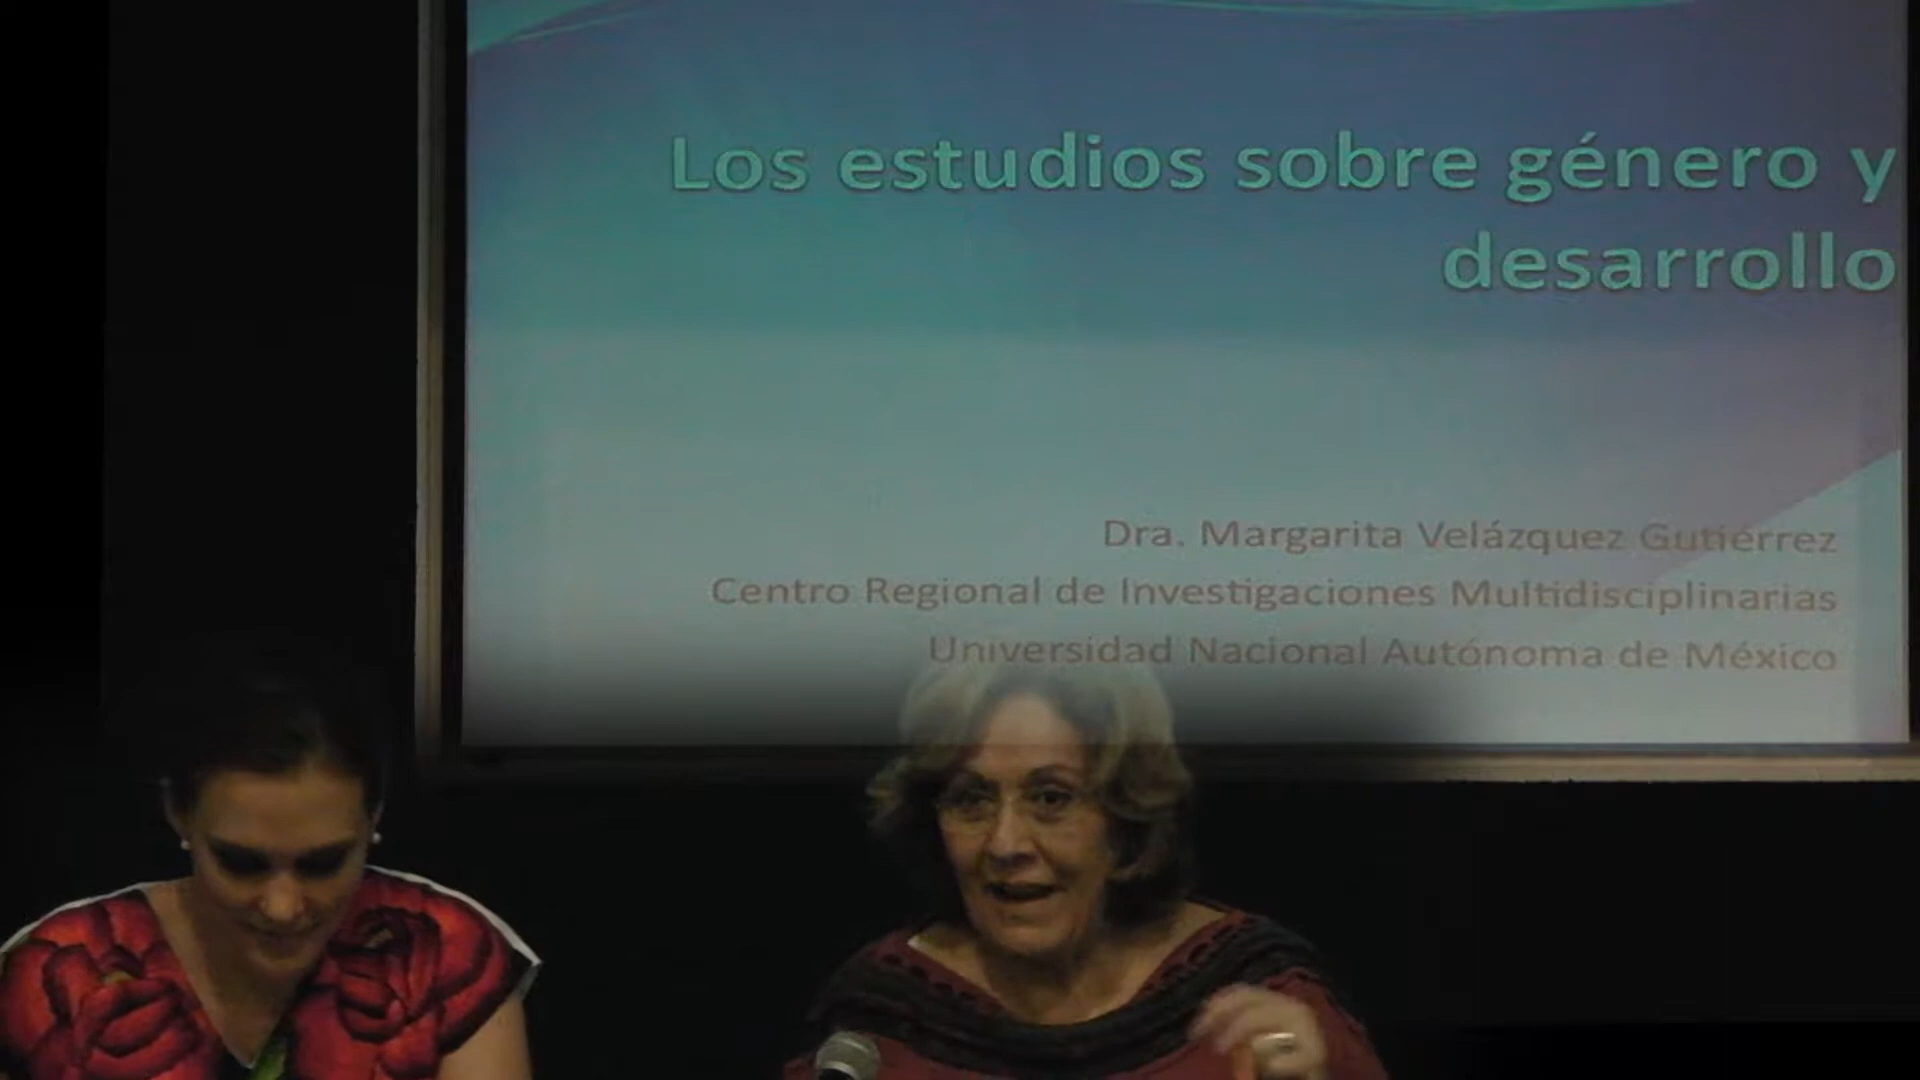 Los estudios sobre género y
desarrollo
Dra. Margarita Velázquez Gutiérrez
Centro Regional de Investigaciones Multidisciplinarias
Universidad Nacional Autónoma de México